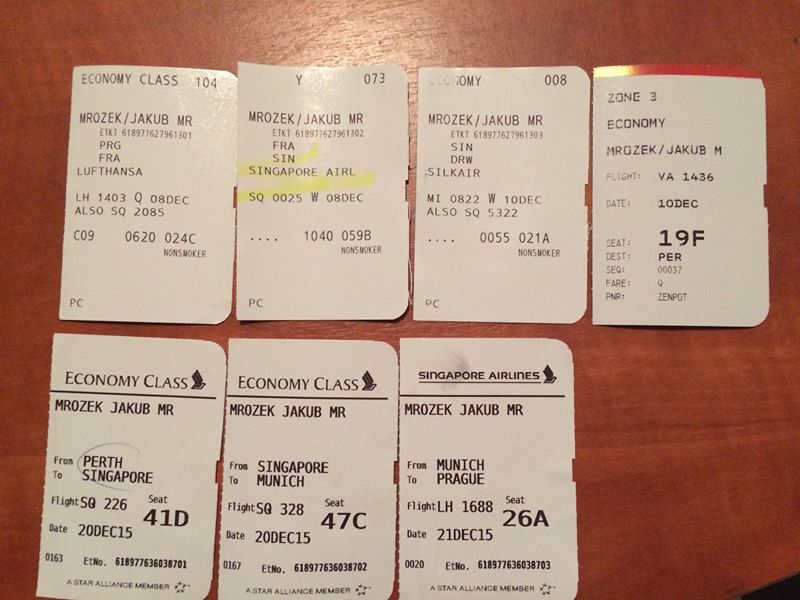 ECONOMY CLASS 104
MROZEK/JAKUB MR
ETKT 618977627961301
PRG
FRA
LUFTHANSA
LH 1403 Q 08DEC
ALSO SQ 2085
C09 0620 024C
NONSMOKER
PC
Y 073
MROZEK/JAKUB MR
ETKT 618977627961302
FRA
SIN
SINGAPORE AIRL
SQ 0025 W 08DEC
.... 1040 059B
NONSMOKER
PC
ECONOMY 008
MROZEK/JAKUB MR
ETKT 618977627961303
SIN
DRW
SILKAIR
MI 0822 W 10DEC
ALSO SQ 5322
.... 0055 021A
NONSMOKER
PC
ZONE 3
ECONOMY
MROZEK/JAKUB M
FLIGHT: VA 1436
DATE: 10DEC
SEAT: 19F
DEST: PER
SEQ: 00037
FARE: Q
PNR: ZENPOT
ECONOMY CLASS
MROZEK JAKUB MR
From PERTH
To SINGAPORE
Flight SQ 226 Seat
41D
Date 20DEC15
0163 EtNo. 618977636038701
A STAR ALLIANCE MEMBER
ECONOMY CLASS
MROZEK JAKUB MR
From SINGAPORE
To MUNICH
Flight SQ 328 Seat
47C
Date 20DEC15
0167 EtNo. 618977636038702
A STAR ALLIANCE MEMBER
SINGAPORE AIRLINES
MROZEK JAKUB MR
From MUNICH
To PRAGUE
Flight LH 1688 Seat
26A
Date 21DEC15
0020 EtNo. 618977636038703
A STAR ALLIANCE MEMBER